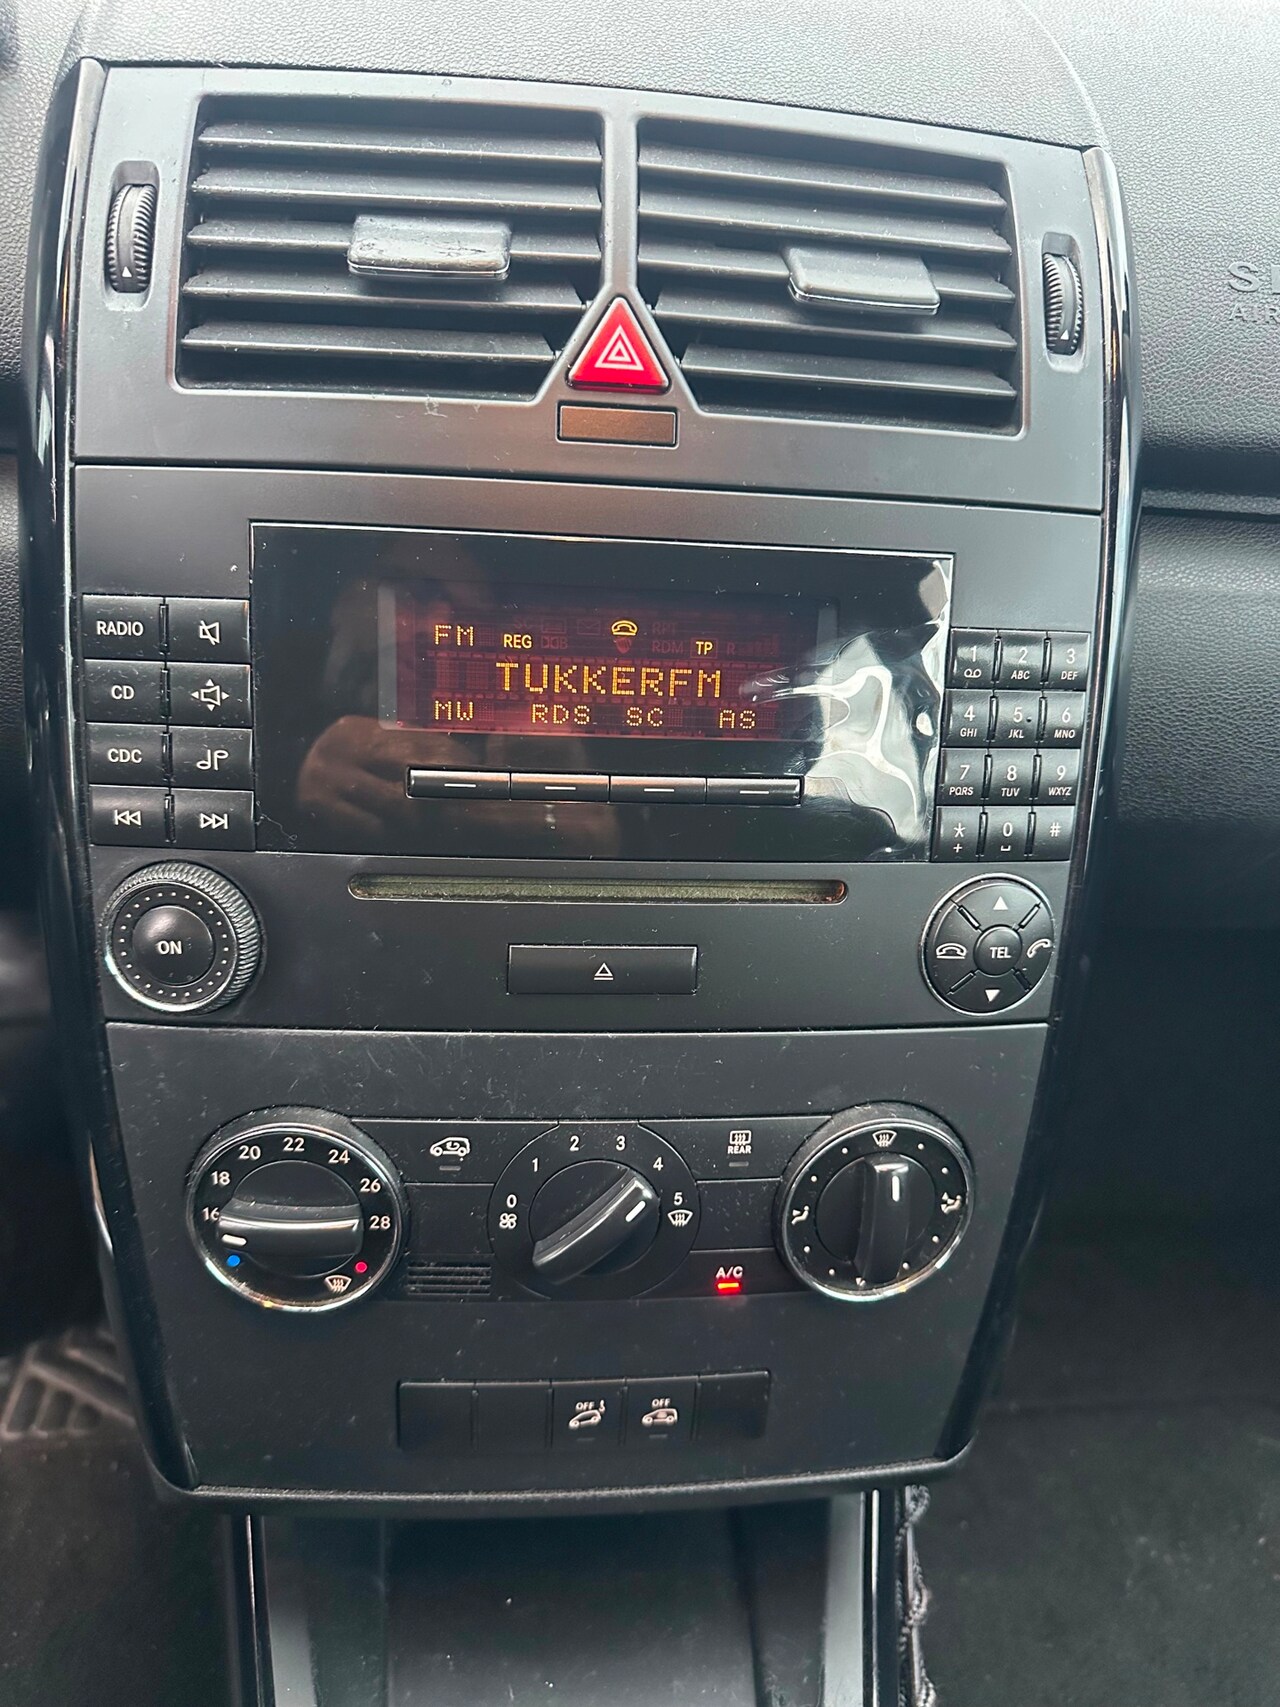 S
AIR
FM REG TP
TUKKERFM
MW RDS SC AS
RADIO
CD
CDC
ON
1
2 ABC
3 DEF
4 GHI
5 JKL
6 MNO
7 PQRS
8 TUV
9 WXYZ
* +
0
#
TEL
16 18 20 22 24 26 28
0 1 2 3 4 5
REAR
A/C
OFF
OFF